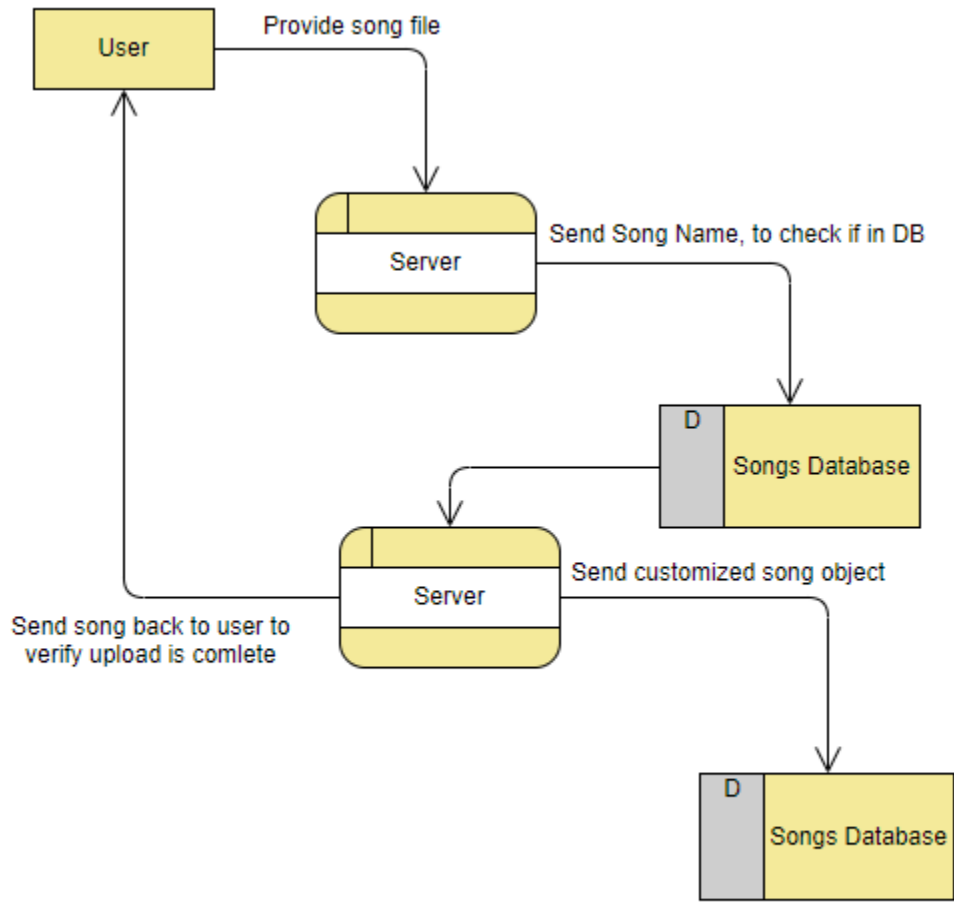 User
Provide song file
Server
Send Song Name, to check if in DB
D
Songs Database
Server
Send customized song object
Send song back to user to
verify upload is comlete
D
Songs Database